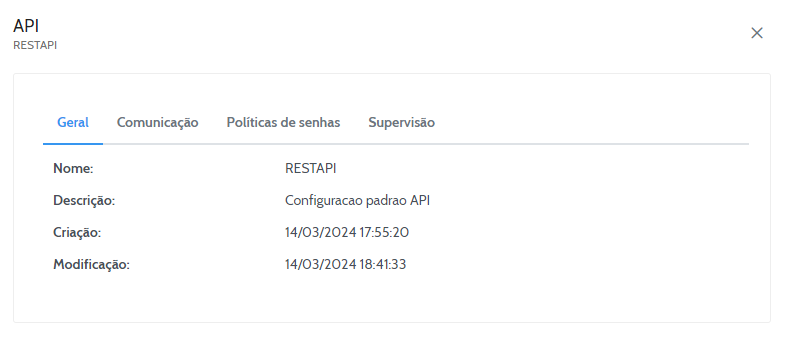 API
RESTAPI
Geral Comunicação Políticas de senhas Supervisão
Nome: RESTAPI
Descrição: Configuracao padrao API
Criação: 14/03/2024 17:55:20
Modificação: 14/03/2024 18:41:33